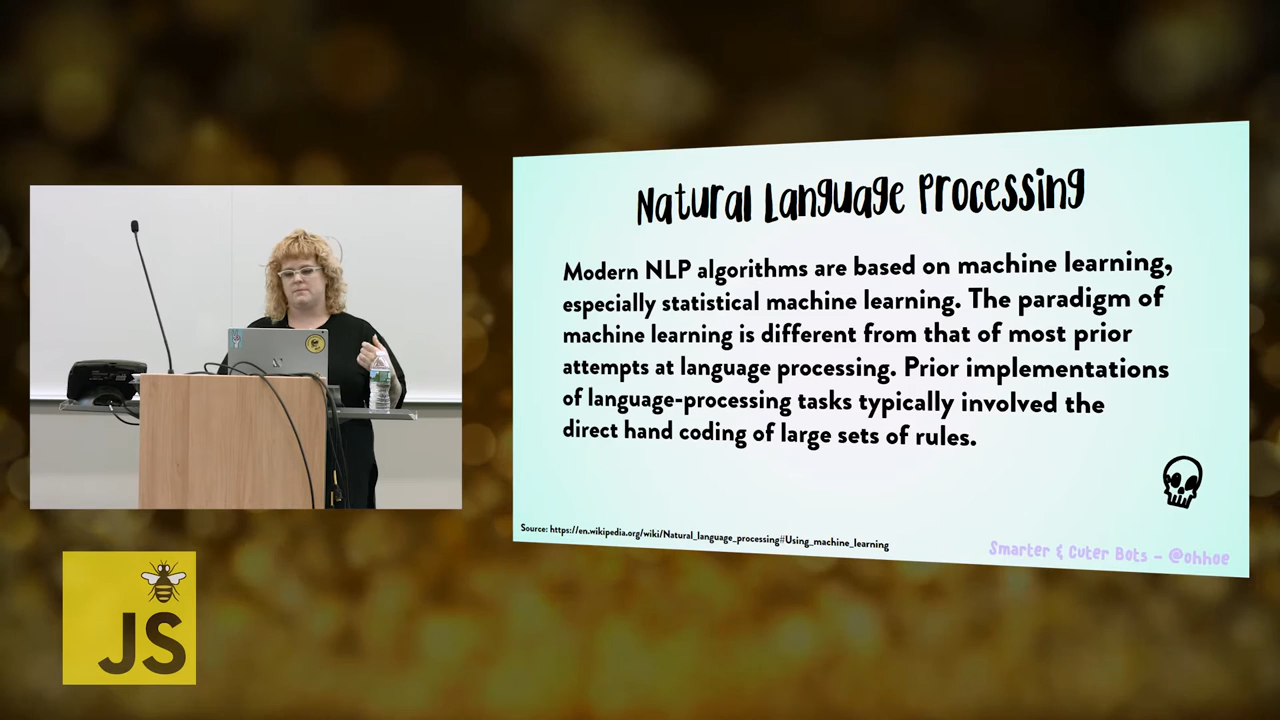 Natural Language Processing
Modern NLP algorithms are based on machine learning,
especially statistical machine learning. The paradigm of
machine learning is different from that of most prior
attempts at language processing. Prior implementations
of language-processing tasks typically involved the
direct hand coding of large sets of rules.
Source: https://en.wikipedia.org/wiki/Natural_language_processing#Using_machine_learning
Smarter & Cuter Bots - @ohhoe
JS